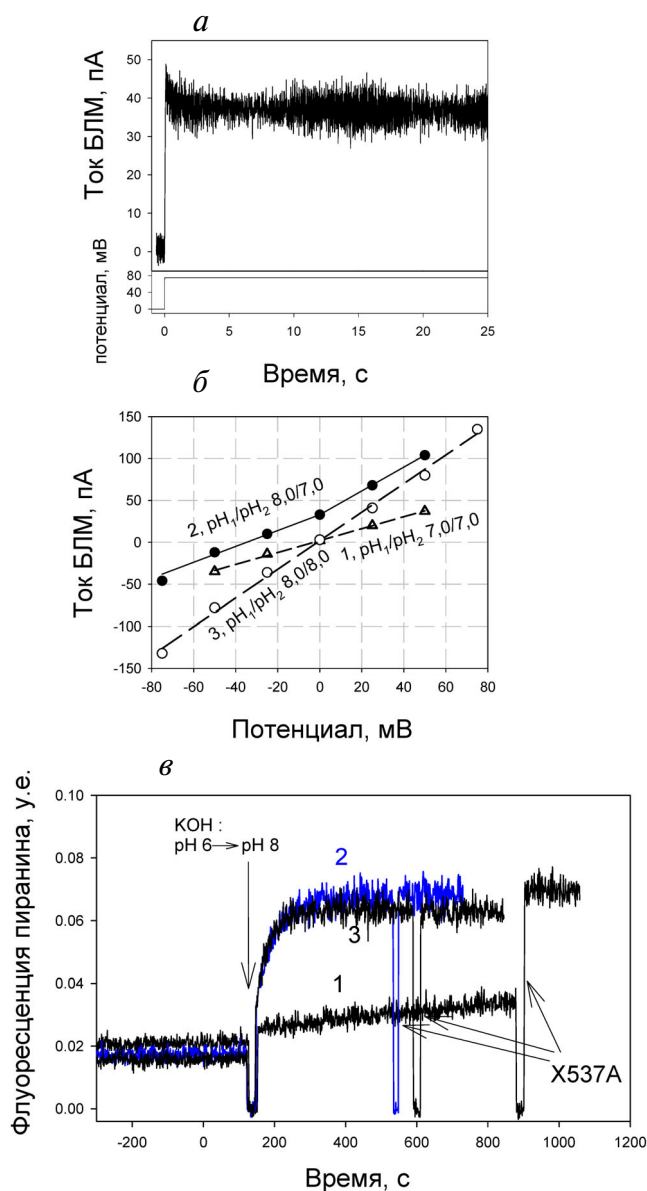 а
50
40
30
20
10
0
Ток БЛМ, пА
80
40
0
потенциал, мВ
0 5 10 15 20 25
Время, с
б
150
100
50
0
-50
-100
-150
Ток БЛМ, пА
2, pH1/pH2 8,0/7,0
1, pH1/pH2 7,0/7,0
3, pH1/pH2 8,0/8,0
-80 -60 -40 -20 0 20 40 60 80
Потенциал, мВ
в
0.10
0.08
0.06
0.04
0.02
0.00
Флуоресценция пиранина, у.е.
KOH :
pH 6→pH 8
2
3
1
X537A
-200 0 200 400 600 800 1000 1200
Время, с